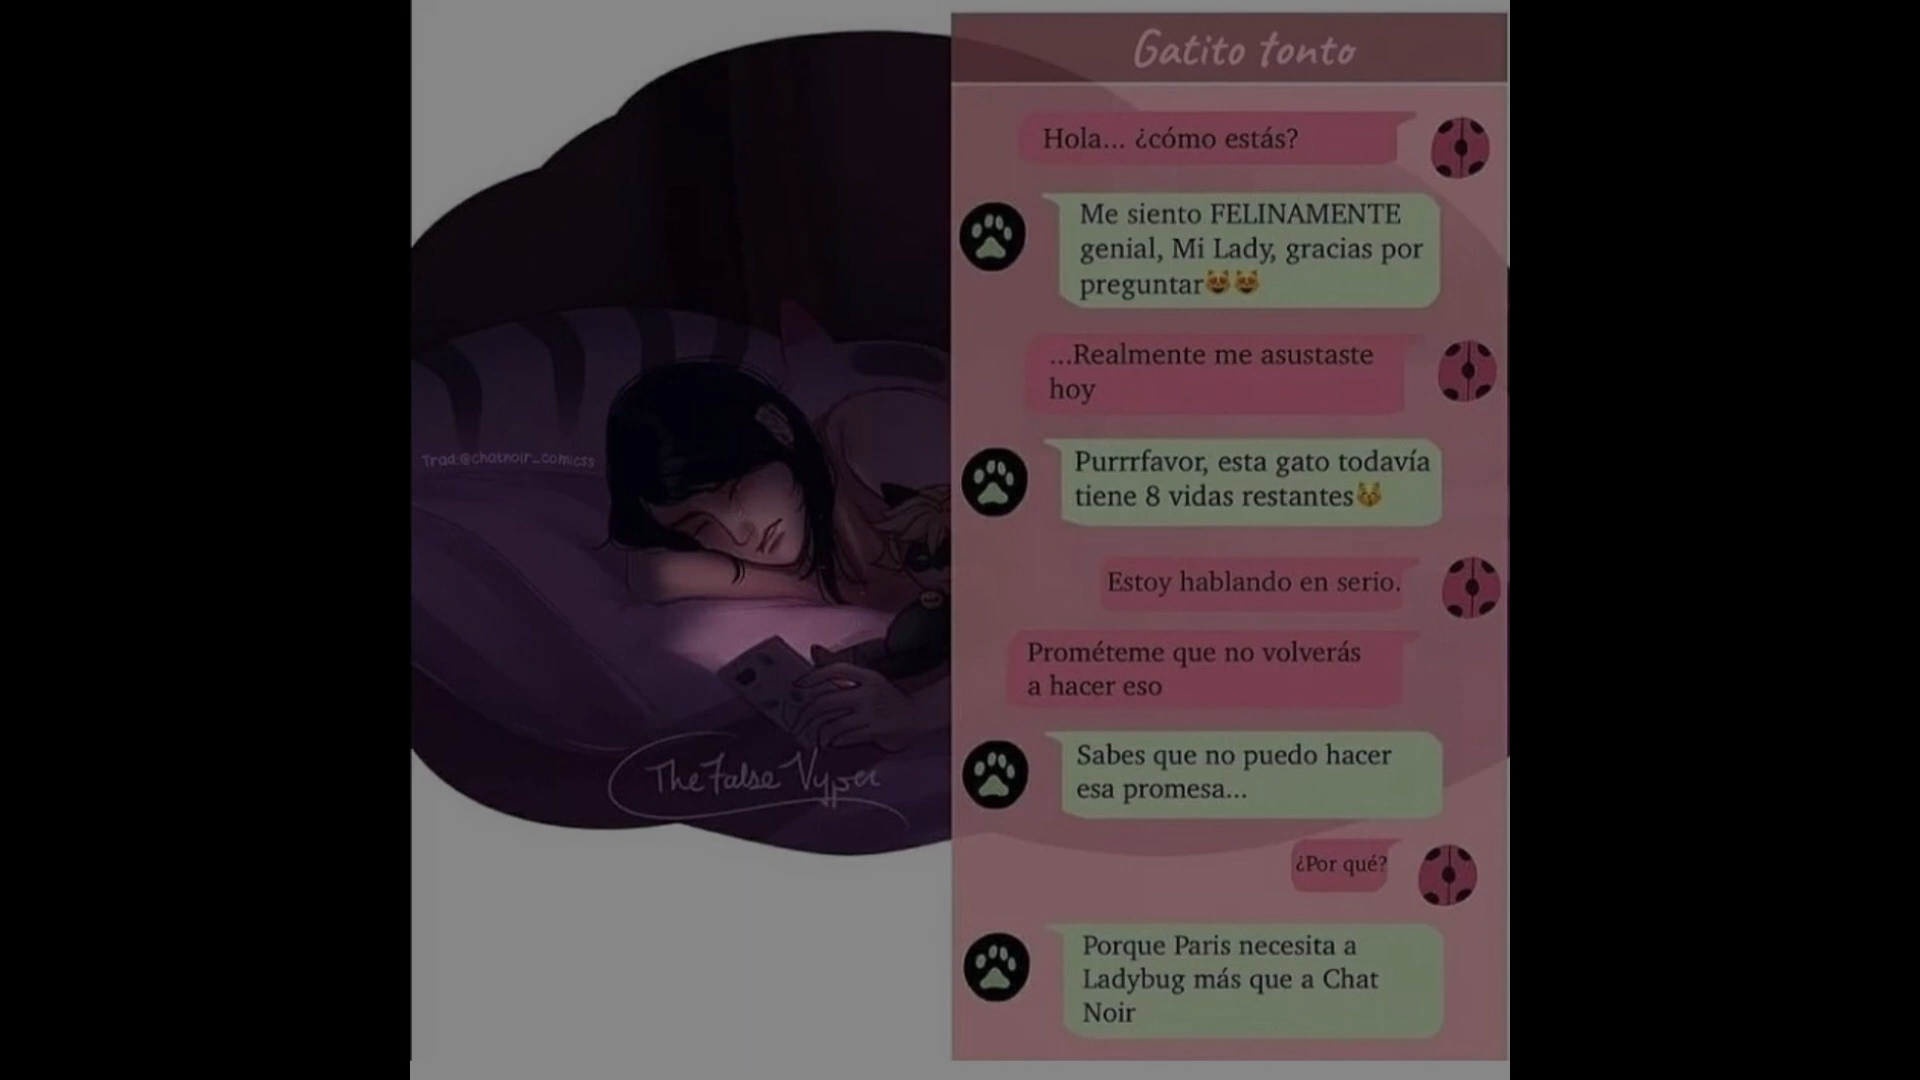 Gatito tonto
Hola... ¿cómo estás?
Me siento FELINAMENTE
genial, Mi Lady, gracias por
preguntar😻😻
...Realmente me asustaste
hoy
Purrrfavor, esta gato todavía
tiene 8 vidas restantes😽
Estoy hablando en serio.
Prométeme que no volverás
a hacer eso
Sabes que no puedo hacer
esa promesa...
¿Por qué?
Porque Paris necesita a
Ladybug más que a Chat
Noir
Trad:@chatnoir_comicss
The False Vyper